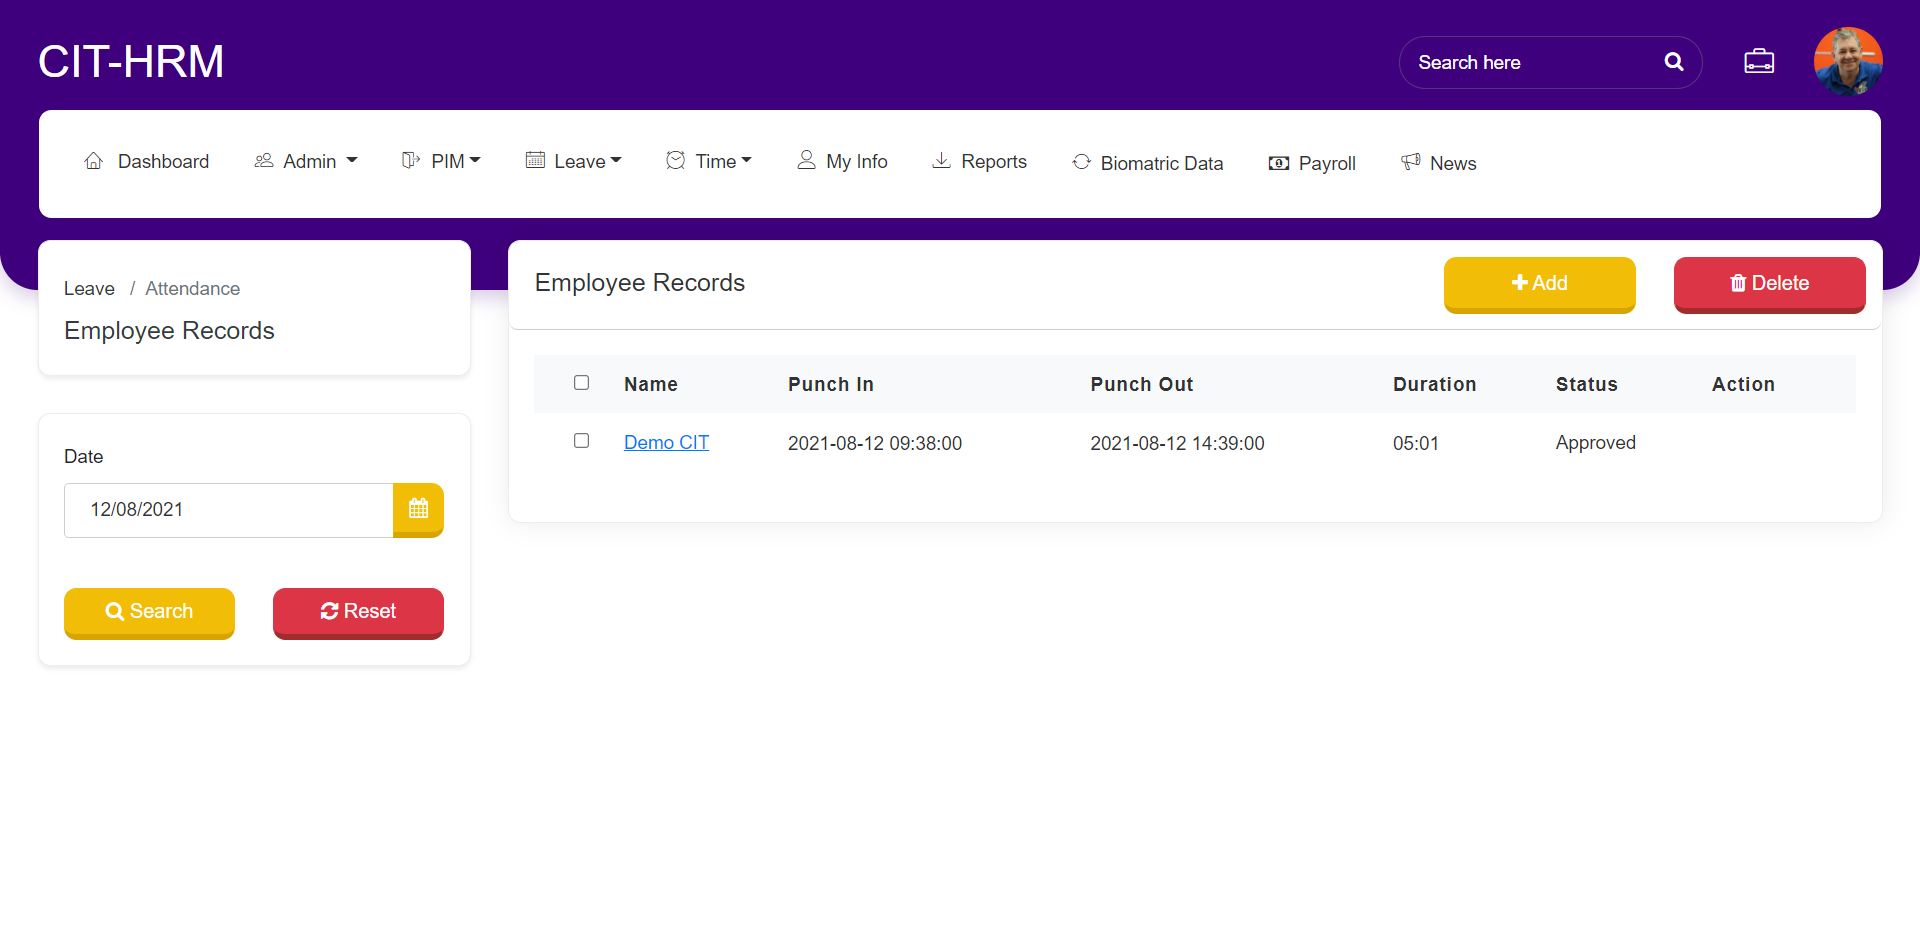 CIT-HRM
Search here
Dashboard Admin PIM Leave Time My Info Reports Biomatric Data Payroll News
Leave / Attendance
Employee Records
Date
12/08/2021
Search Reset
Employee Records Add Delete
Name Punch In Punch Out Duration Status Action
Demo CIT 2021-08-12 09:38:00 2021-08-12 14:39:00 05:01 Approved